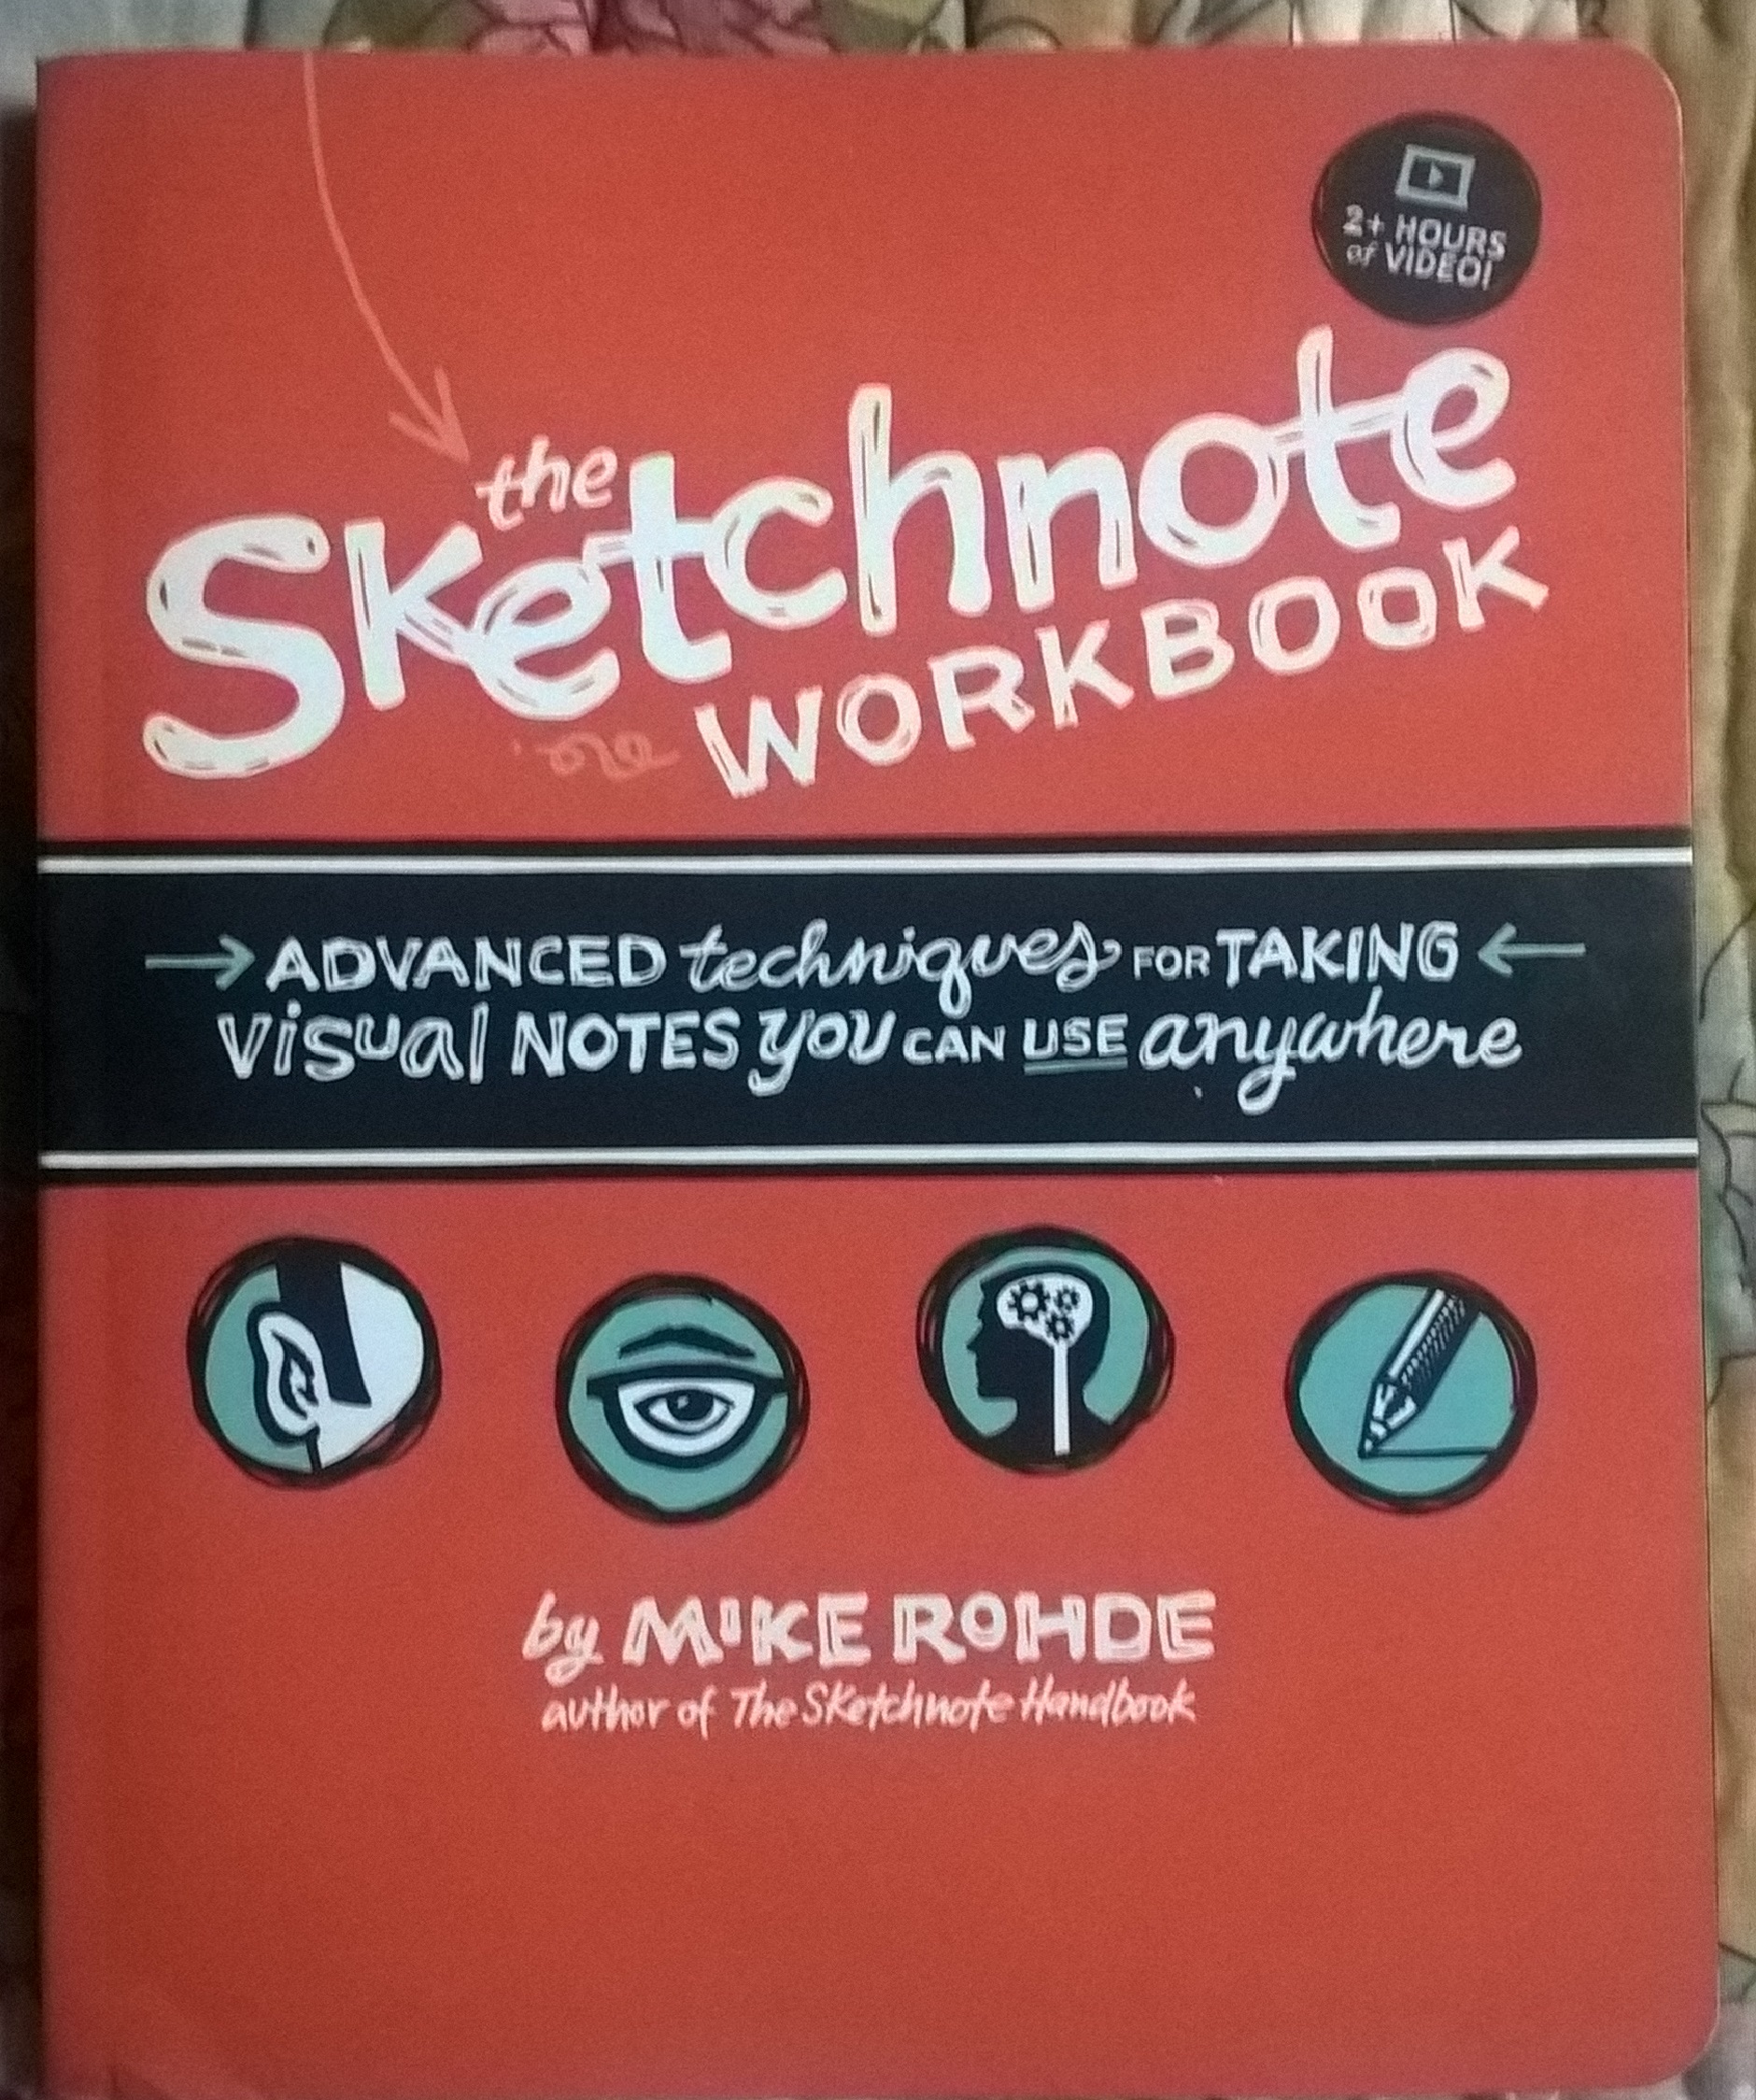 2+ HOURS
of VIDEO!
the
Sketchnote
WORKBOOK
ADVANCED techniques FOR TAKING
visual NOTES you CAN USE anywhere
by MIKE ROHDE
author of The Sketchnote Handbook